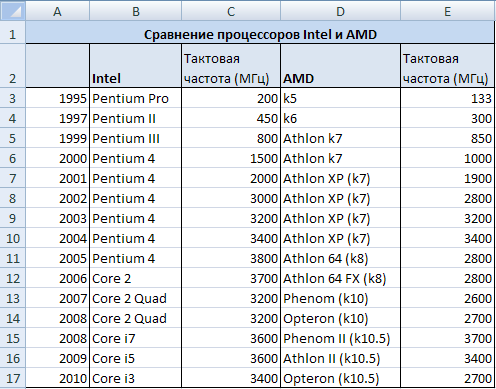 A B C D E
1 Сравнение процессоров Intel и AMD
Тактовая Тактовая
2 Intel частота (МГц) AMD частота (МГц)
3 1995 Pentium Pro 200 k5 133
4 1997 Pentium II 450 k6 300
5 1999 Pentium III 800 Athlon k7 850
6 2000 Pentium 4 1500 Athlon k7 1000
7 2001 Pentium 4 2000 Athlon XP (k7) 1900
8 2002 Pentium 4 3000 Athlon XP (k7) 2800
9 2003 Pentium 4 3200 Athlon XP (k7) 3200
10 2004 Pentium 4 3400 Athlon XP (k7) 3400
11 2005 Pentium 4 3800 Athlon 64 (k8) 2800
12 2006 Core 2 3700 Athlon 64 FX (k8) 2800
13 2007 Core 2 Quad 3200 Phenom (k10) 2600
14 2008 Core 2 Quad 3200 Opteron (k10) 2700
15 2008 Core i7 3600 Phenom II (k10.5) 3700
16 2009 Core i5 3600 Athlon II (k10.5) 3400
17 2010 Core i3 3400 Opteron (k10.5) 2700